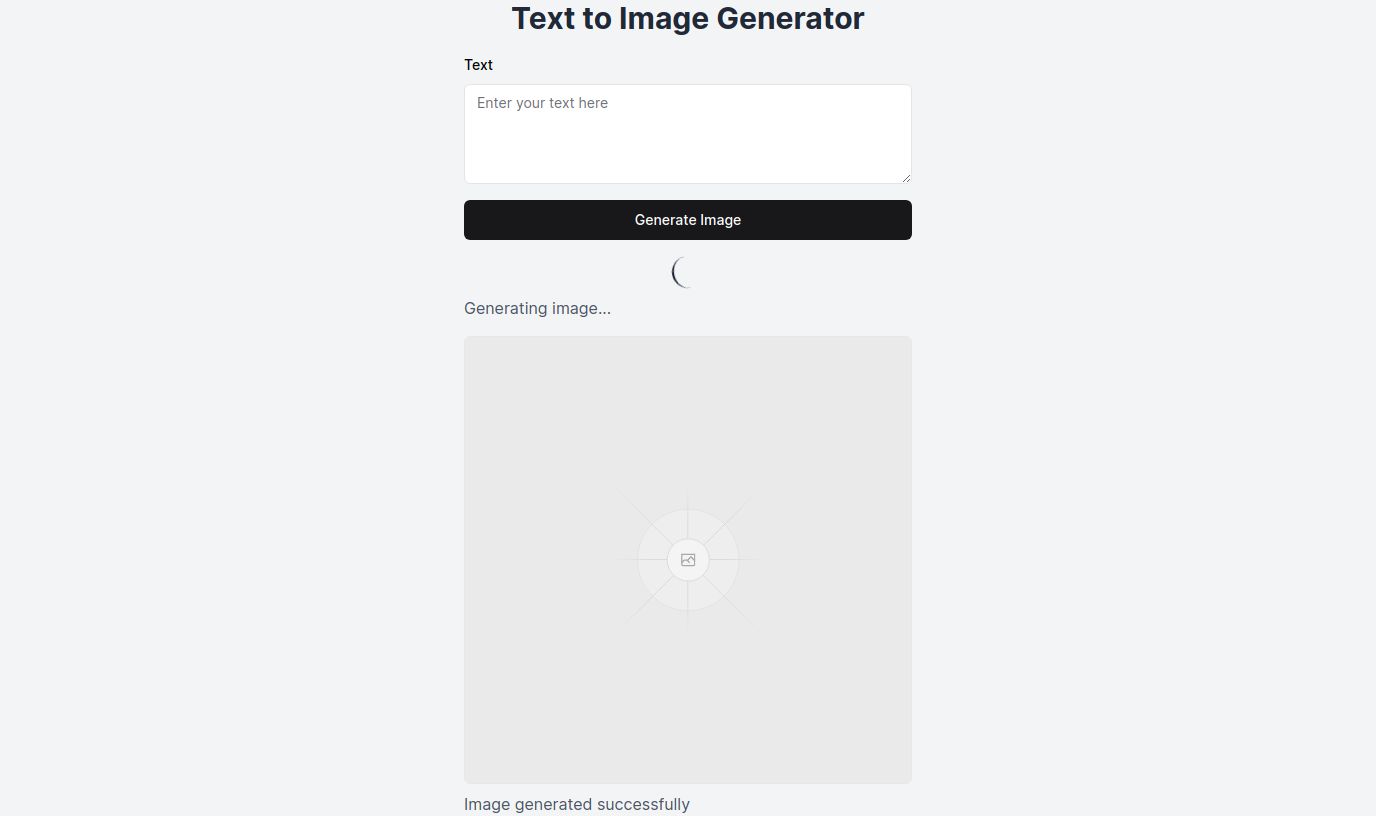 Text to Image Generator
Text
Enter your text here
Generate Image
Generating image...
Image generated successfully